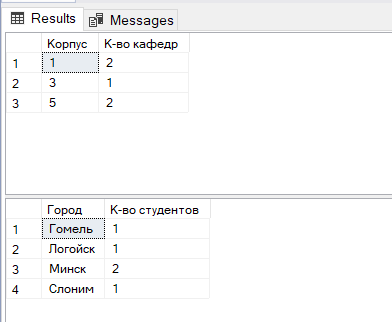 Results Messages
Корпус К-во кафедр
1 1 2
2 3 1
3 5 2
Город К-во студентов
1 Гомель 1
2 Логойск 1
3 Минск 2
4 Слоним 1